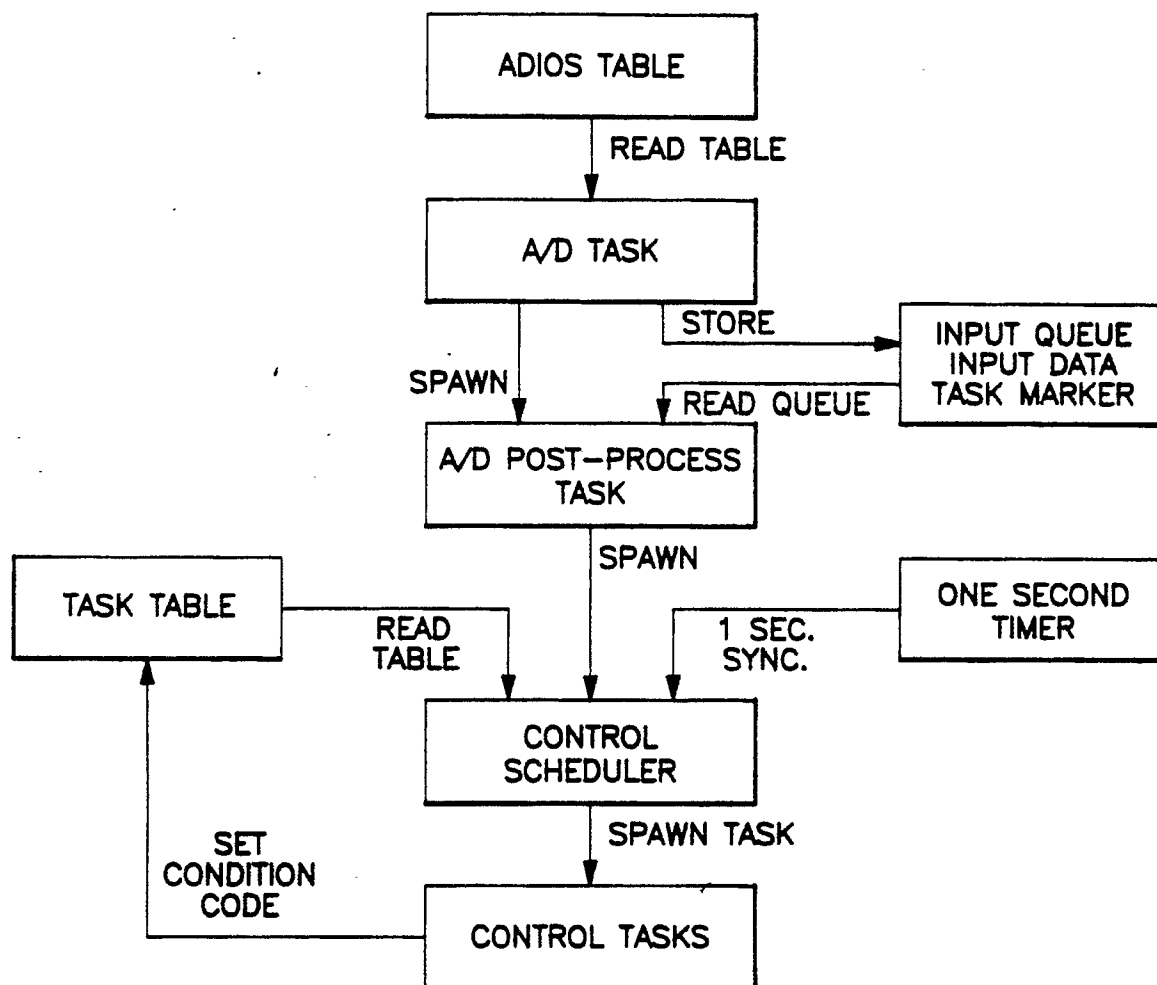 ADIOS TABLE
READ TABLE
A/D TASK
STORE
INPUT QUEUE
INPUT DATA
TASK MARKER
SPAWN
READ QUEUE
A/D POST-PROCESS
TASK
SPAWN
TASK TABLE
ONE SECOND
TIMER
READ
TABLE
1 SEC.
SYNC.
CONTROL
SCHEDULER
SPAWN TASK
SET
CONDITION
CODE
CONTROL TASKS